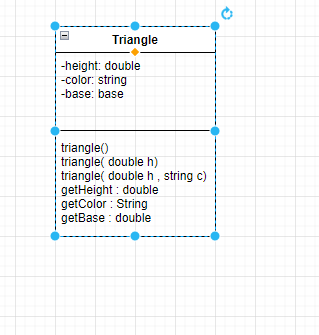 Triangle
-height: double
-color: string
-base: base
triangle()
triangle( double h)
triangle( double h , string c)
getHeight : double
getColor : String
getBase : double